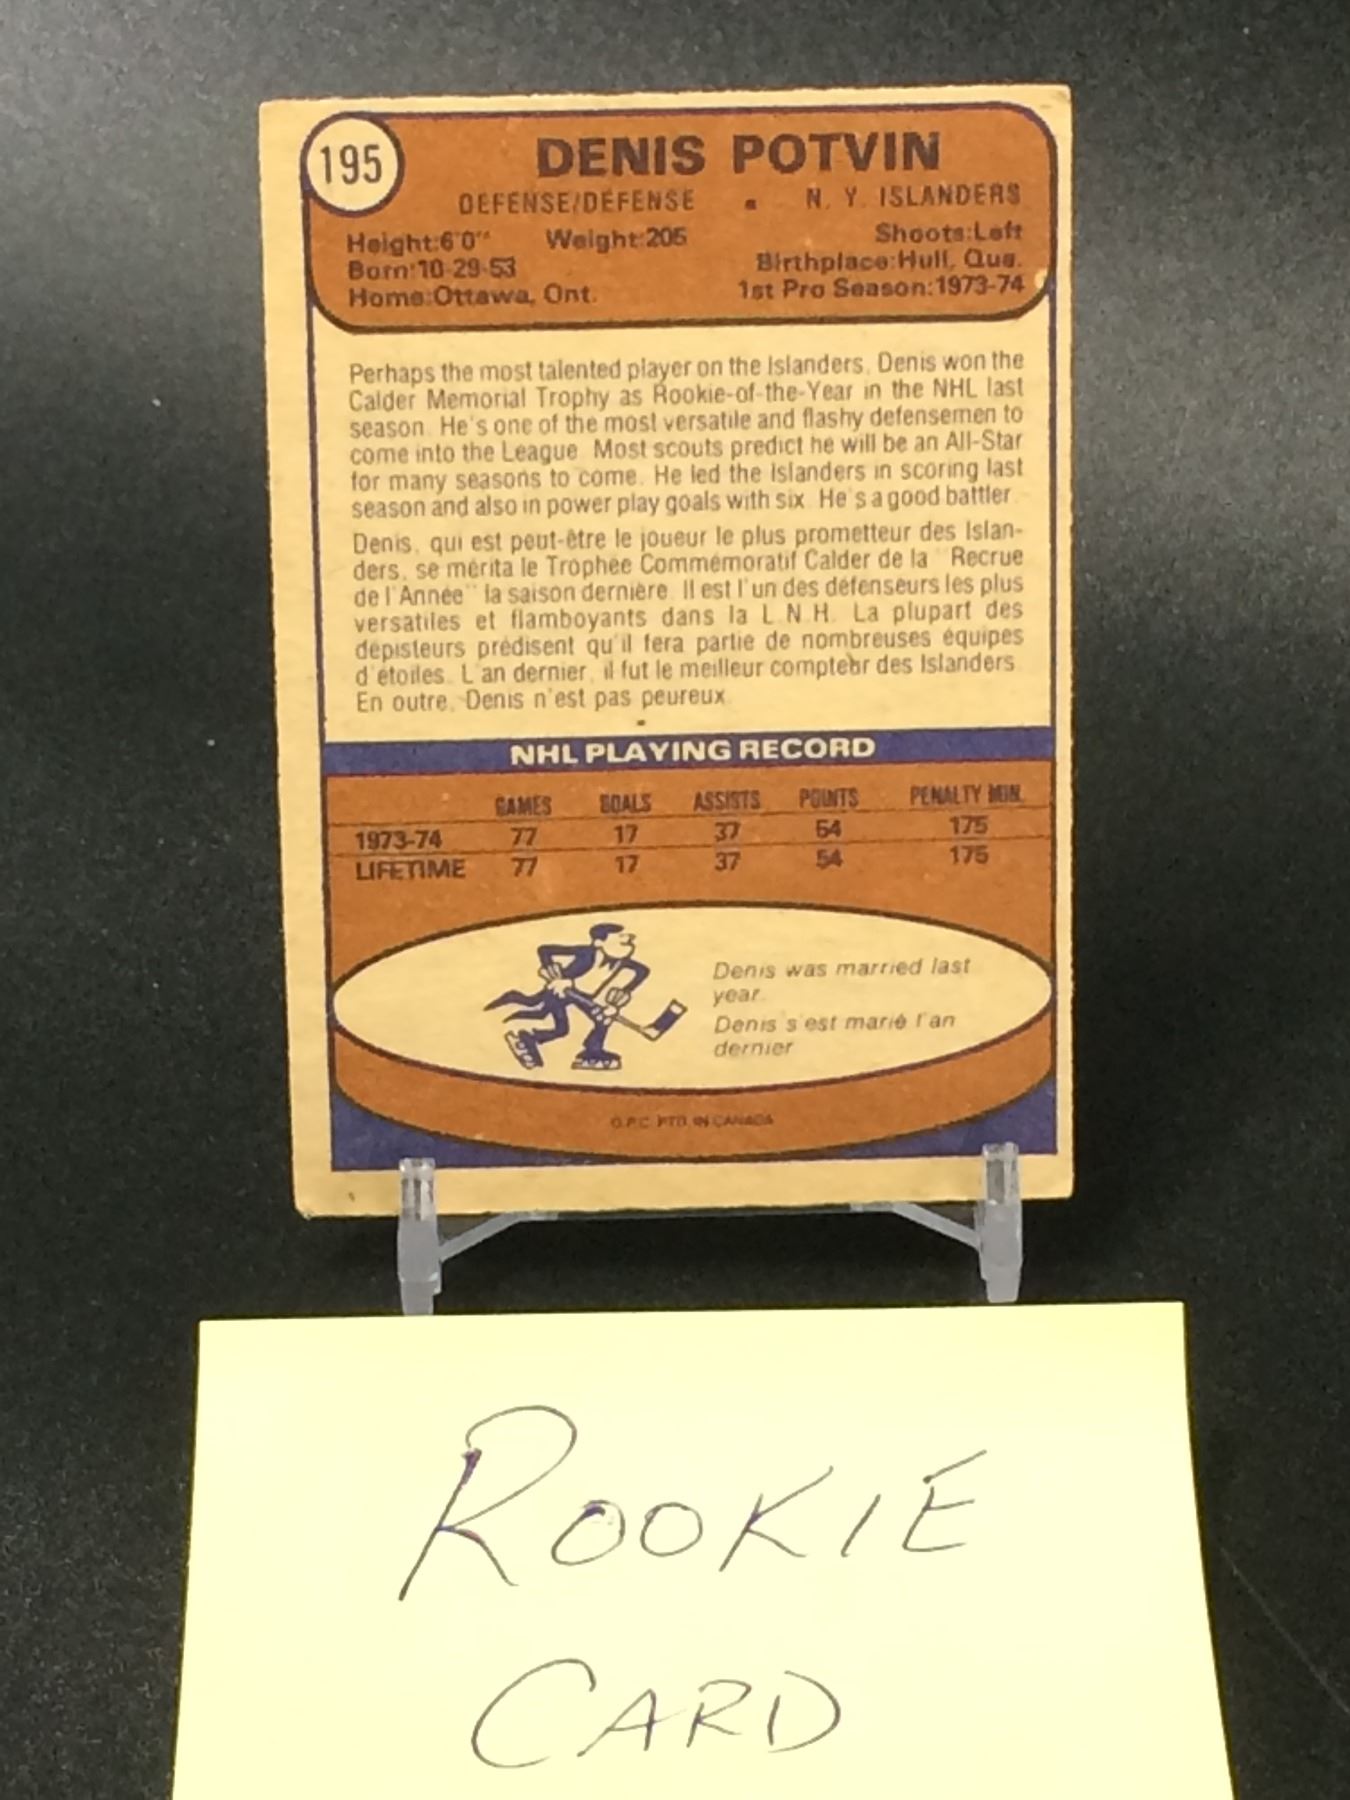 195
DENIS POTVIN
DEFENSE/DÉFENSE • N. Y. ISLANDERS
Height:6'0" Weight:205 Shoots:Left
Born:10-29-53 Birthplace:Hull, Que.
Home:Ottawa, Ont. 1st Pro Season:1973-74
Perhaps the most talented player on the Islanders, Denis won the
Calder Memorial Trophy as Rookie-of-the-Year in the NHL last
season. He's one of the most versatile and flashy defensemen to
come into the League. Most scouts predict he will be an All-Star
for many seasons to come. He led the Islanders in scoring last
season and also in power play goals with six. He's a good battler.
Denis, qui est peut-être le joueur le plus prometteur des Islan-
ders, se mérita le Trophée Commémoratif Calder de la "Recrue
de l'Année" la saison dernière. Il est l'un des défenseurs les plus
versatiles et flamboyants dans la L.N.H. La plupart des
dépisteurs prédisent qu'il fera partie de nombreuses équipes
d'étoiles. L'an dernier, il fut le meilleur compteur des Islanders.
En outre, Denis n'est pas peureux.
NHL PLAYING RECORD
GAMES GOALS ASSISTS POINTS PENALTY MIN.
1973-74 77 17 37 54 175
LIFETIME 77 17 37 54 175
Denis was married last
year.
Denis s'est marié l'an
dernier
O.P.C. PTD. IN CANADA
ROOKIE
CARD